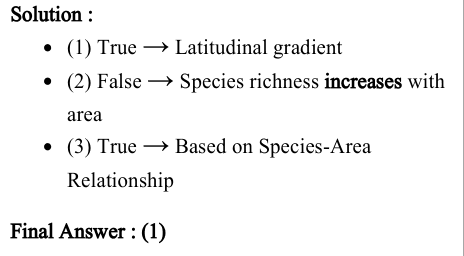 Solution :
• (1) True ⟶ Latitudinal gradient
• (2) False ⟶ Species richness increases with
area
• (3) True ⟶ Based on Species-Area
Relationship
Final Answer : (1)